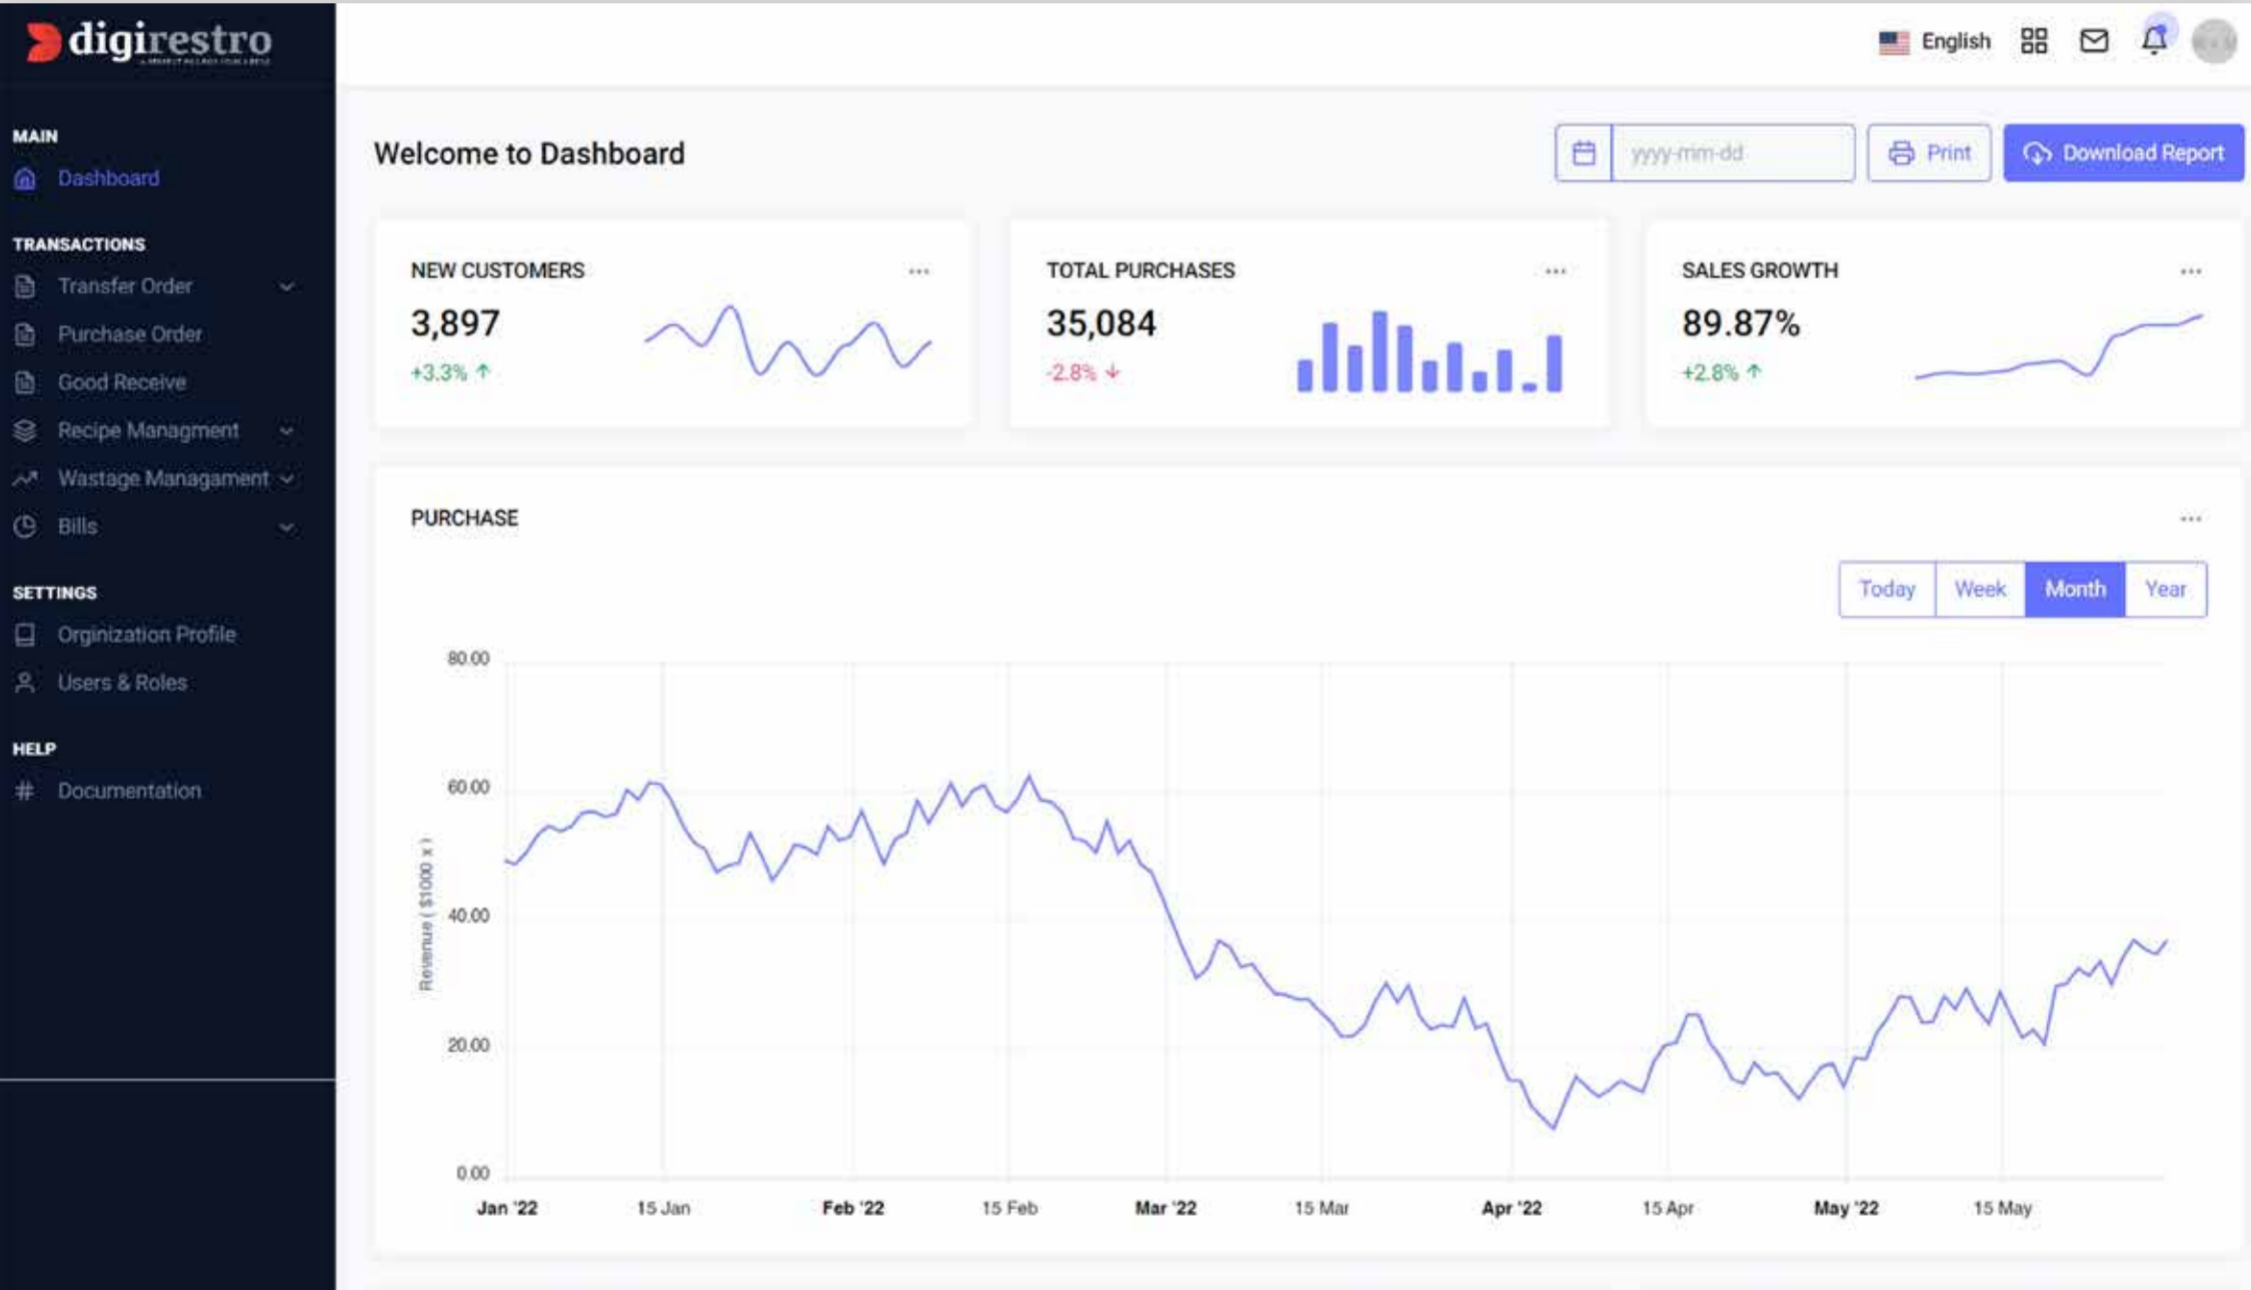 digirestro
English
MAIN
Dashboard
TRANSACTIONS
Transfer Order
Purchase Order
Good Receive
Recipe Managment
Wastage Managament
Bills
SETTINGS
Orginization Profile
Users & Roles
HELP
# Documentation
Welcome to Dashboard
yyyy-mm-dd
Print
Download Report
NEW CUSTOMERS
3,897
+3.3% ↑
TOTAL PURCHASES
35,084
-2.8% ↓
SALES GROWTH
89.87%
+2.8% ↑
PURCHASE
Today Week Month Year
Revenue ( $1000 x )
80.00
60.00
40.00
20.00
0.00
Jan '22 15 Jan Feb '22 15 Feb Mar '22 15 Mar Apr '22 15 Apr May '22 15 May